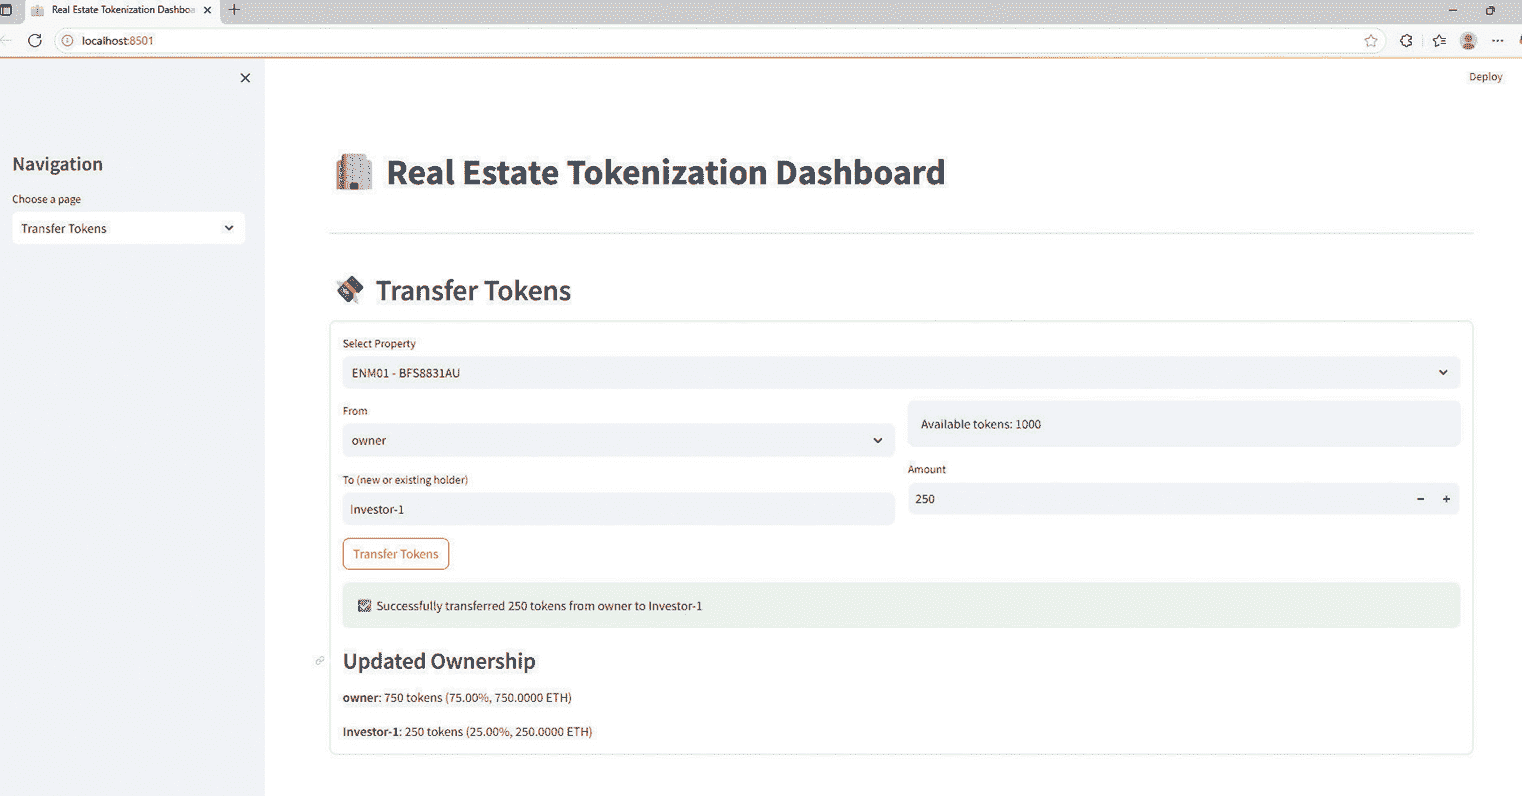 Real Estate Tokenization Dashboa
localhost:8501
Deploy
Navigation
Choose a page
Transfer Tokens
Real Estate Tokenization Dashboard
Transfer Tokens
Select Property
ENM01 - BFS8831AU
From
owner
Available tokens: 1000
To (new or existing holder)
Investor-1
Amount
250
Transfer Tokens
Successfully transferred 250 tokens from owner to Investor-1
Updated Ownership
owner: 750 tokens (75.00%, 750.0000 ETH)
Investor-1: 250 tokens (25.00%, 250.0000 ETH)